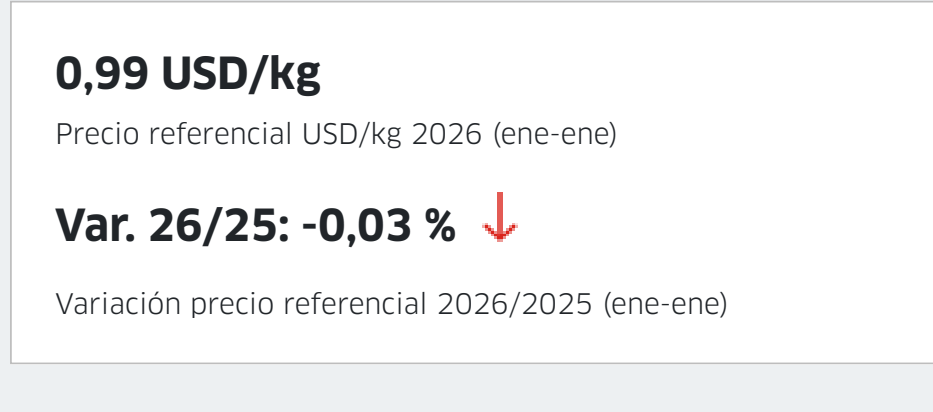 0,99 USD/kg
Precio referencial USD/kg 2026 (ene-ene)
Var. 26/25: -0,03 %
Variación precio referencial 2026/2025 (ene-ene)